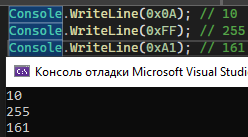 Console.WriteLine(0x0A); // 10
Console.WriteLine(0xFF); // 255
Console.WriteLine(0xA1); // 161
Консоль отладки Microsoft Visual Studi
10
255
161